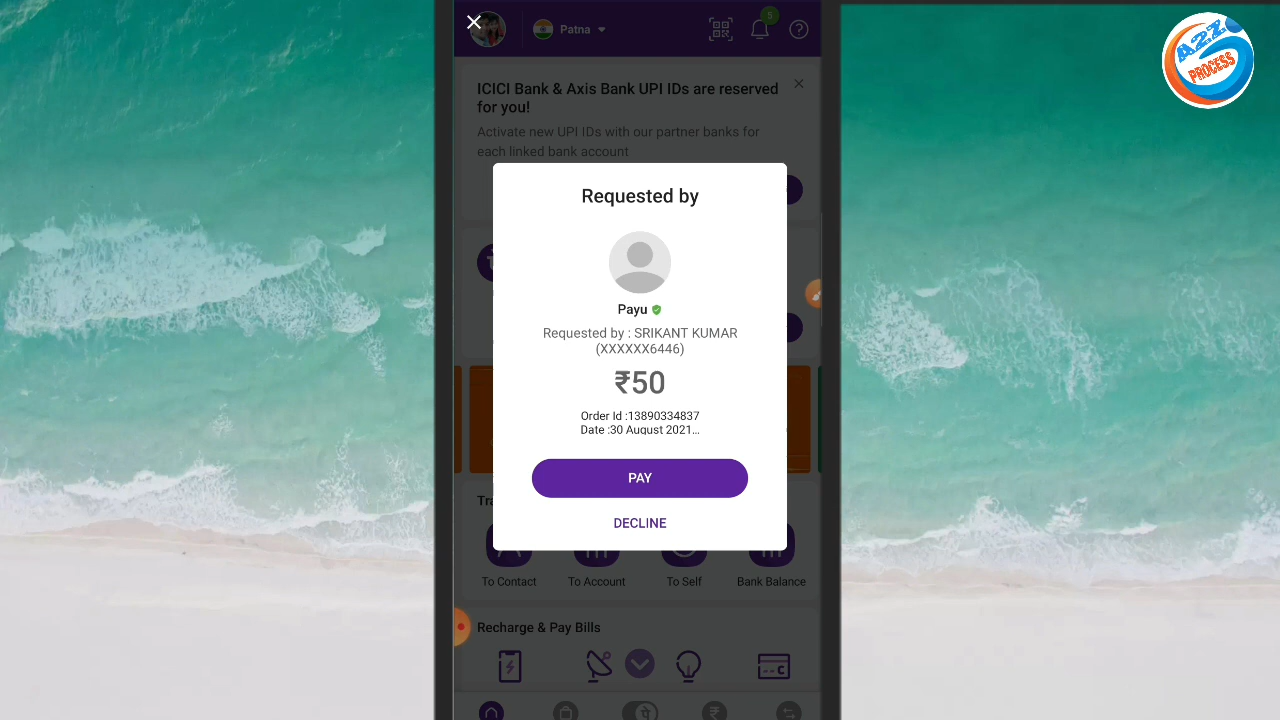 Patna
5
ICICI Bank & Axis Bank UPI IDs are reserved
for you!
Activate new UPI IDs with our partner banks for
each linked bank account
A2Z
PROCESS
Requested by
Payu
Requested by : SRIKANT KUMAR
(XXXXXX6446)
₹50
Order Id :13890334837
Date :30 August 2021...
PAY
DECLINE
To Contact
To Account
To Self
Bank Balance
Recharge & Pay Bills